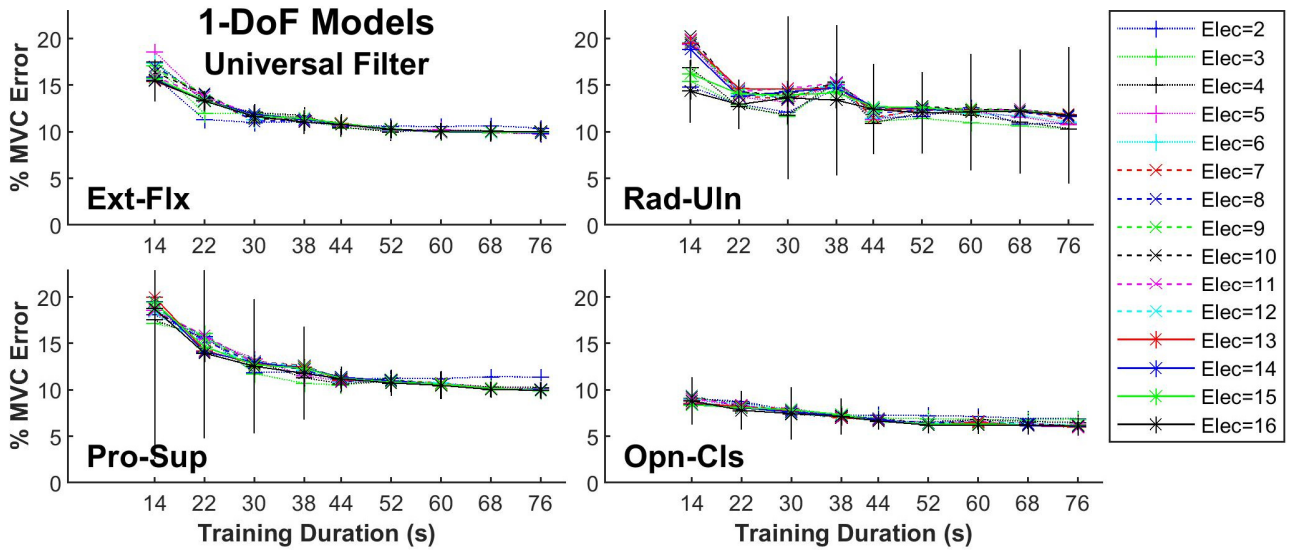 1-DoF Models
Universal Filter
% MVC Error
20
15
10
5
0
Ext-Flx
14 22 30 38 44 52 60 68 76
20
15
10
5
0
Rad-Uln
14 22 30 38 44 52 60 68 76
Elec=2
Elec=3
Elec=4
Elec=5
Elec=6
Elec=7
Elec=8
Elec=9
Elec=10
Elec=11
Elec=12
Elec=13
Elec=14
Elec=15
Elec=16
% MVC Error
20
15
10
5
0
Pro-Sup
14 22 30 38 44 52 60 68 76
Training Duration (s)
20
15
10
5
0
Opn-Cls
14 22 30 38 44 52 60 68 76
Training Duration (s)